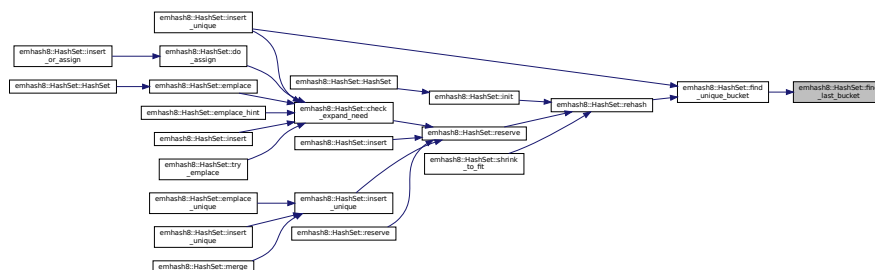 emhash8::HashSet::insert
_unique
emhash8::HashSet::insert
_or_assign
emhash8::HashSet::do
_assign
emhash8::HashSet::HashSet
emhash8::HashSet::emplace
emhash8::HashSet::emplace_hint
emhash8::HashSet::insert
emhash8::HashSet::try
_emplace
emhash8::HashSet::HashSet
emhash8::HashSet::check
_expand_need
emhash8::HashSet::insert
emhash8::HashSet::init
emhash8::HashSet::reserve
emhash8::HashSet::shrink
_to_fit
emhash8::HashSet::rehash
emhash8::HashSet::find
_unique_bucket
emhash8::HashSet::find
_last_bucket
emhash8::HashSet::emplace
_unique
emhash8::HashSet::insert
_unique
emhash8::HashSet::merge
emhash8::HashSet::insert
_unique
emhash8::HashSet::reserve